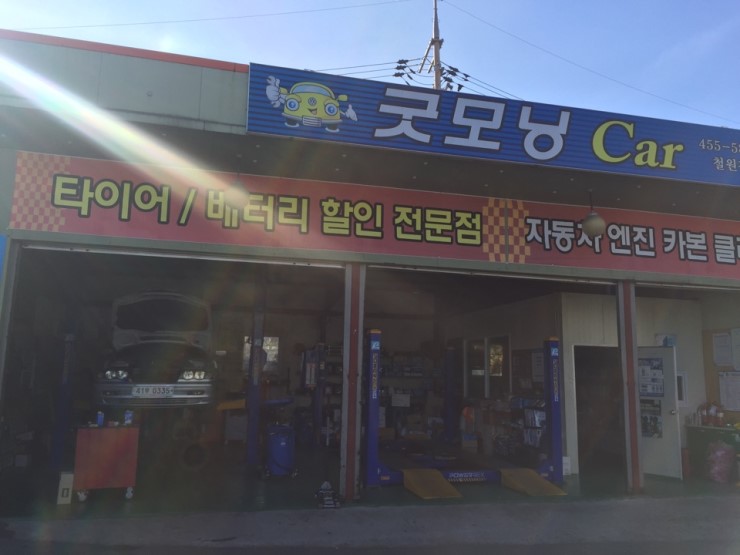 굿모닝 Car
455-5
철원
타이어 / 배터리 할인 전문점
자동차 엔진 카본 클